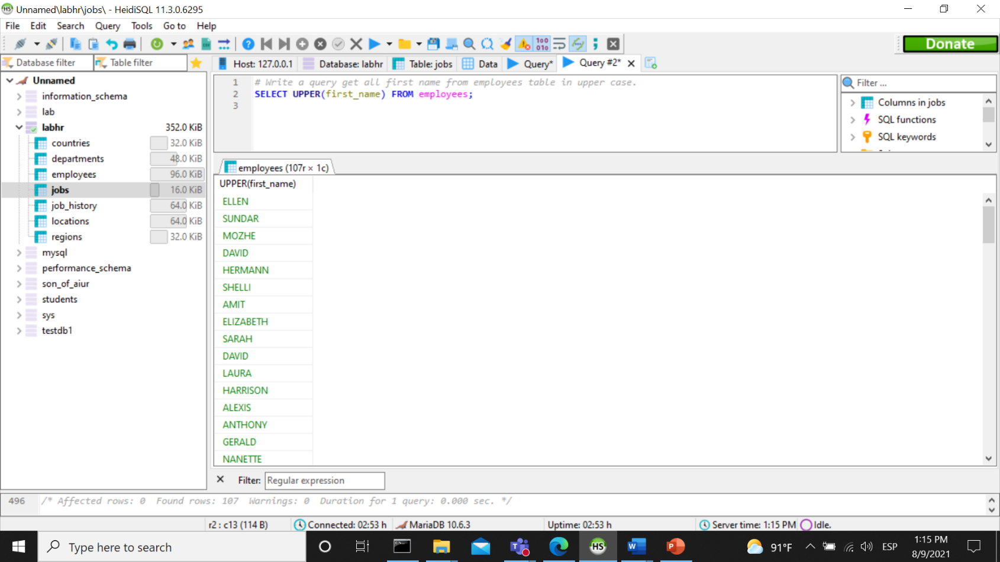 Unnamed\labhr\jobs\ - HeidiSQL 11.3.0.6295
File Edit Search Query Tools Go to Help
Donate
Database filter Table filter Host: 127.0.0.1 Database: labhr Table: jobs Data Query* Query #2*
Unnamed
information_schema
lab
labhr 352.0 KiB
countries 32.0 KiB
departments 48.0 KiB
employees 96.0 KiB
jobs 16.0 KiB
job_history 64.0 KiB
locations 64.0 KiB
regions 32.0 KiB
mysql
performance_schema
son_of_aiur
students
sys
testdb1
1 # Write a query get all first name from employees table in upper case.
2 SELECT UPPER(first_name) FROM employees;
3
Filter ...
Columns in jobs
SQL functions
SQL keywords
employees (107r × 1c)
UPPER(first_name)
ELLEN
SUNDAR
MOZHE
DAVID
HERMANN
SHELLI
AMIT
ELIZABETH
SARAH
DAVID
LAURA
HARRISON
ALEXIS
ANTHONY
GERALD
NANETTE
Filter: Regular expression
496 /* Affected rows: 0 Found rows: 107 Warnings: 0 Duration for 1 query: 0.000 sec. */
r2 : c13 (114 B) Connected: 02:53 h MariaDB 10.6.3 Uptime: 02:53 h Server time: 1:15 PM Idle.
Type here to search
91°F ESP
1:15 PM
8/9/2021